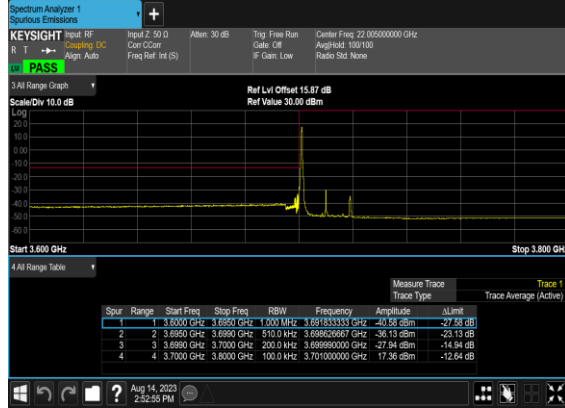 Spectrum Analyzer 1
Spurious Emissions
+
KEYSIGHT Input: RF Input Z: 50 Ω Atten: 30 dB Trig: Free Run Center Freq: 22.005000000 GHz
R T Coupling: DC Corr CCorr Gate: Off Avg|Hold: 100/100
Align: Auto Freq Ref: Int (S) IF Gain: Low Radio Std: None
PASS
3 All Range Graph
Ref Lvl Offset 15.87 dB
Scale/Div 10.0 dB Ref Value 30.00 dBm
Log
20.0
10.0
0.00
-10.0
-20.0
-30.0
-40.0
-50.0
-60.0
Start 3.600 GHz Stop 3.800 GH
4 All Range Table
Measure Trace Trace 1
Trace Type Trace Average (Active)
Spur Range Start Freq Stop Freq RBW Frequency Amplitude ΔLimit
1 1 3.6000 GHz 3.6950 GHz 1.000 MHz 3.691833333 GHz -40.58 dBm -27.58 dB
2 2 3.6950 GHz 3.6990 GHz 510.0 kHz 3.698626667 GHz -36.13 dBm -23.13 dB
3 3 3.6990 GHz 3.7000 GHz 200.0 kHz 3.699990000 GHz -27.94 dBm -14.94 dB
4 4 3.7000 GHz 3.8000 GHz 100.0 kHz 3.701000000 GHz 17.36 dBm -12.64 dB
? Aug 14, 2023
2:52:55 PM